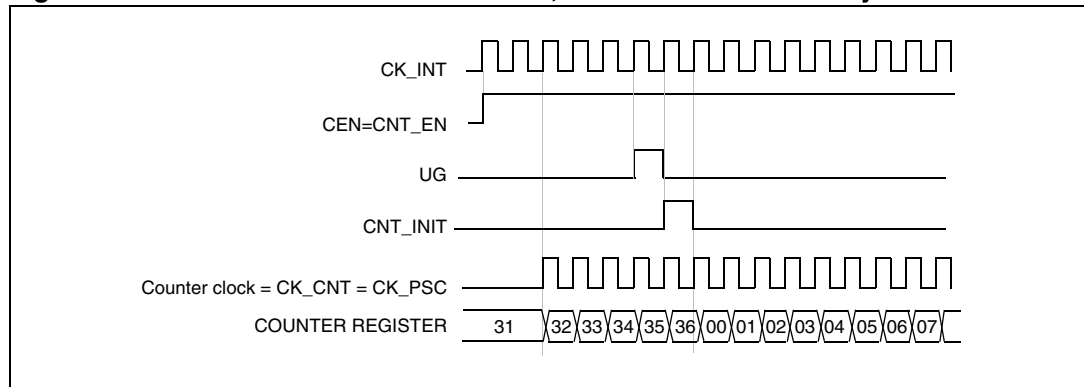 CK_INT
CEN=CNT_EN
UG
CNT_INIT
Counter clock = CK_CNT = CK_PSC
COUNTER REGISTER 31 32 33 34 35 36 00 01 02 03 04 05 06 07